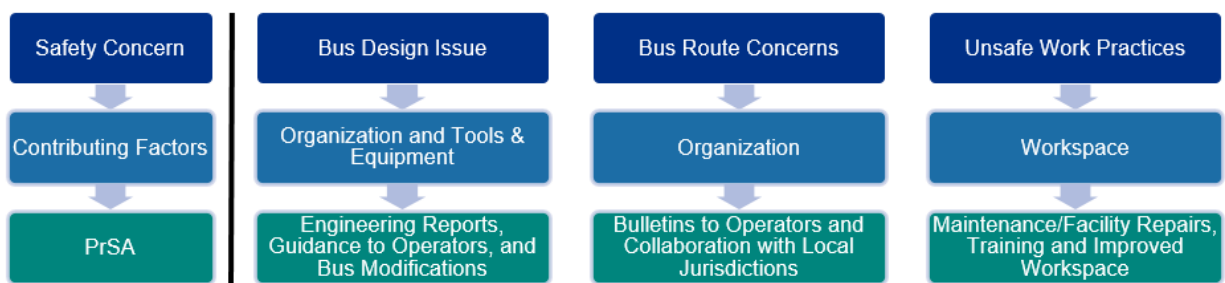 Safety Concern
Contributing Factors
PrSA
Bus Design Issue
Organization and Tools &
Equipment
Engineering Reports,
Guidance to Operators, and
Bus Modifications
Bus Route Concerns
Organization
Bulletins to Operators and
Collaboration with Local
Jurisdictions
Unsafe Work Practices
Workspace
Maintenance/Facility Repairs,
Training and Improved
Workspace